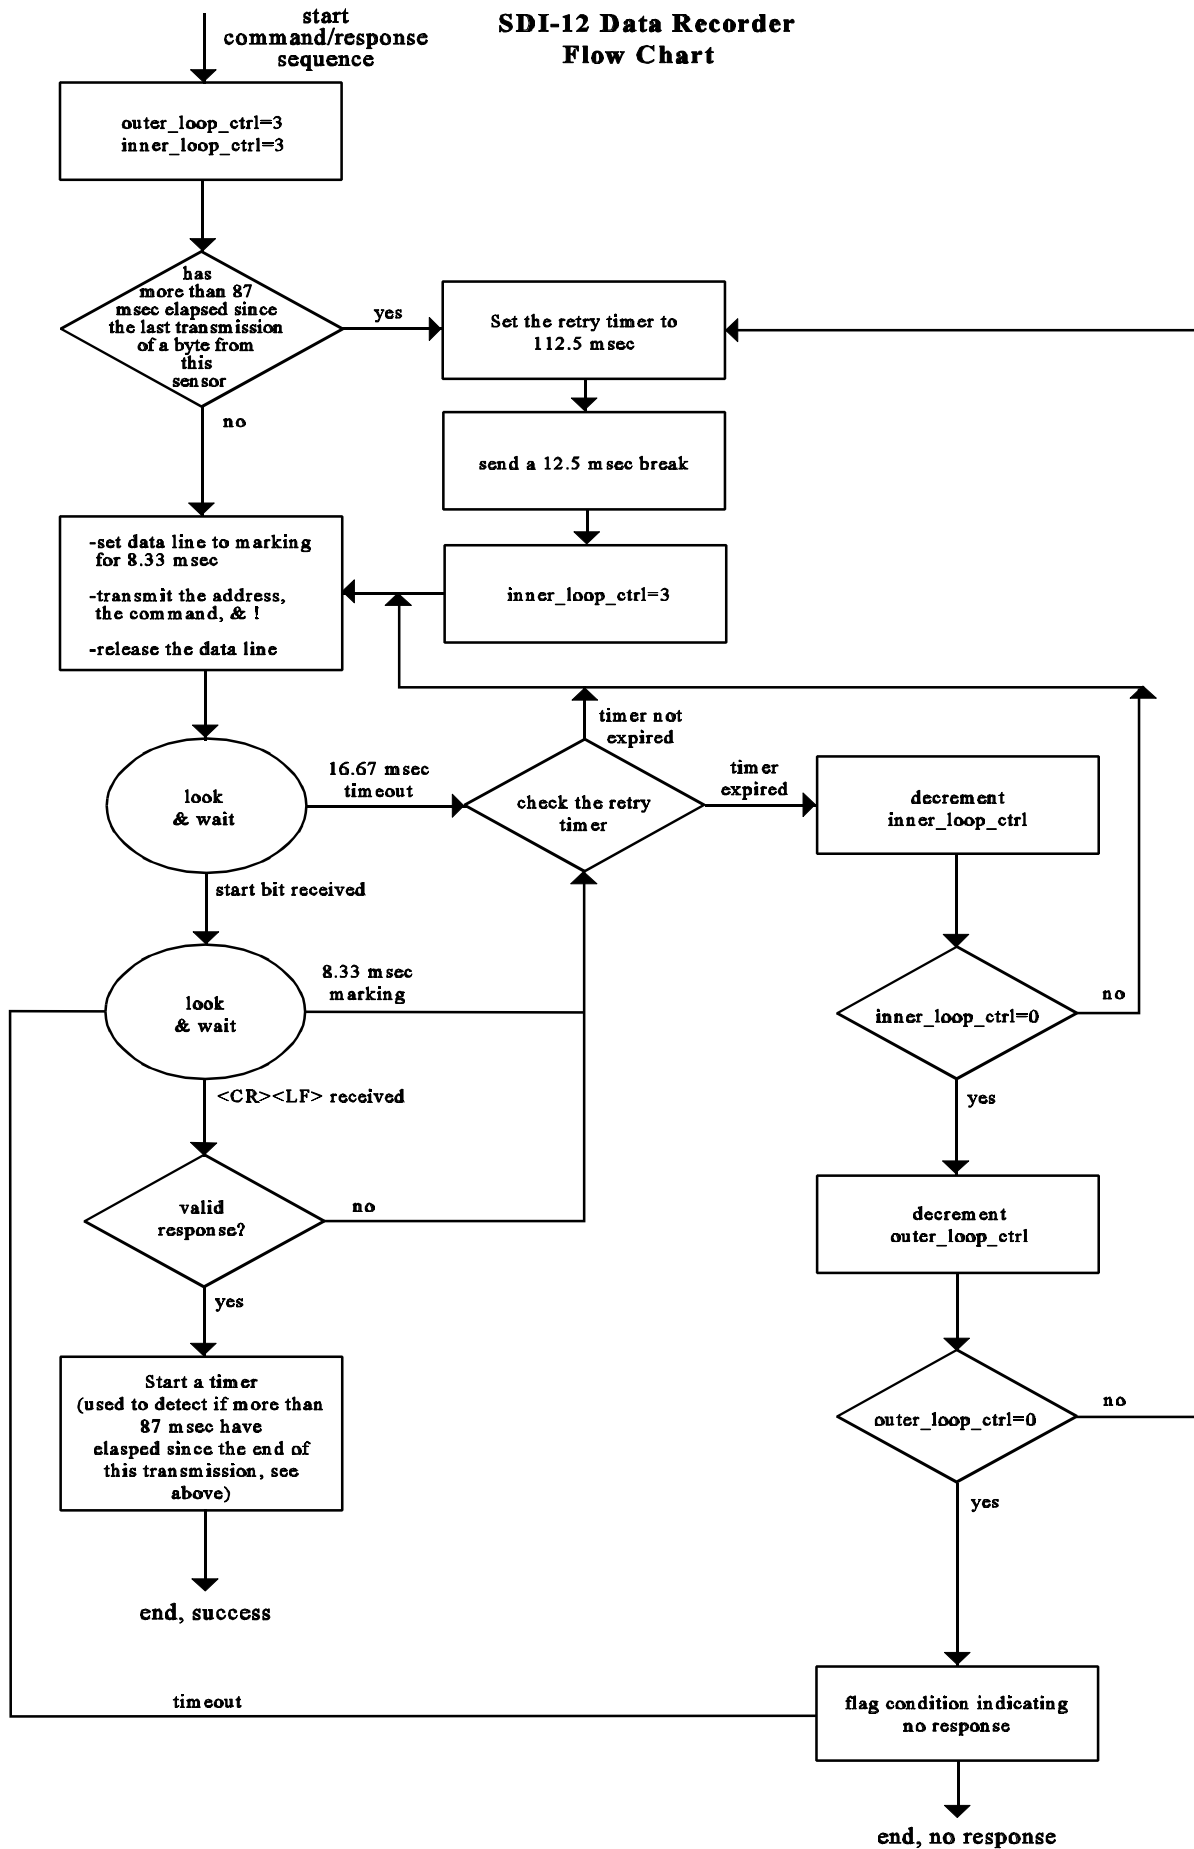 start
command/response
sequence
SDI-12 Data Recorder
Flow Chart
outer_loop_ctrl=3
inner_loop_ctrl=3
has
more than 87
msec elapsed since
the last transmission
of a byte from
this
sensor
yes
no
Set the retry timer to
112.5 msec
send a 12.5 msec break
inner_loop_ctrl=3
-set data line to marking
for 8.33 msec
-transmit the address,
the command, & !
-release the data line
look
& wait
16.67 msec
timeout
check the retry
timer
timer not
expired
timer
expired
decrement
inner_loop_ctrl
start bit received
look
& wait
8.33 msec
marking
inner_loop_ctrl=0
no
yes
<CR><LF> received
valid
response?
no
yes
decrement
outer_loop_ctrl
Start a timer
(used to detect if more than
87 msec have
elasped since the end of
this transmission, see
above)
outer_loop_ctrl=0
no
yes
end, success
timeout
flag condition indicating
no response
end, no response